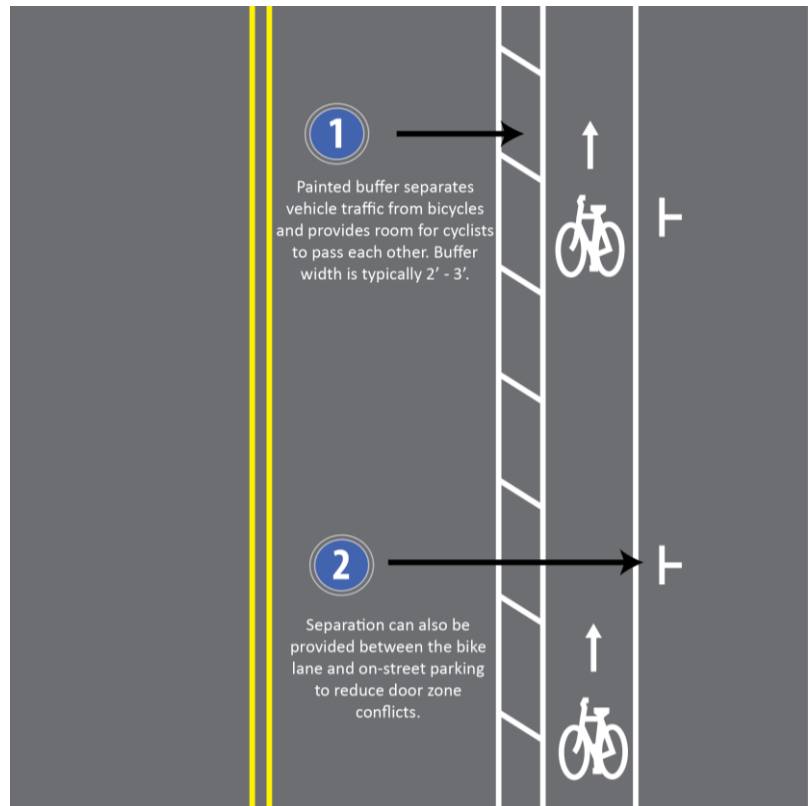 1
Painted buffer separates
vehicle traffic from bicycles
and provides room for cyclists
to pass each other. Buffer
width is typically 2’ - 3’.
2
Separation can also be
provided between the bike
lane and on-street parking
to reduce door zone
conflicts.